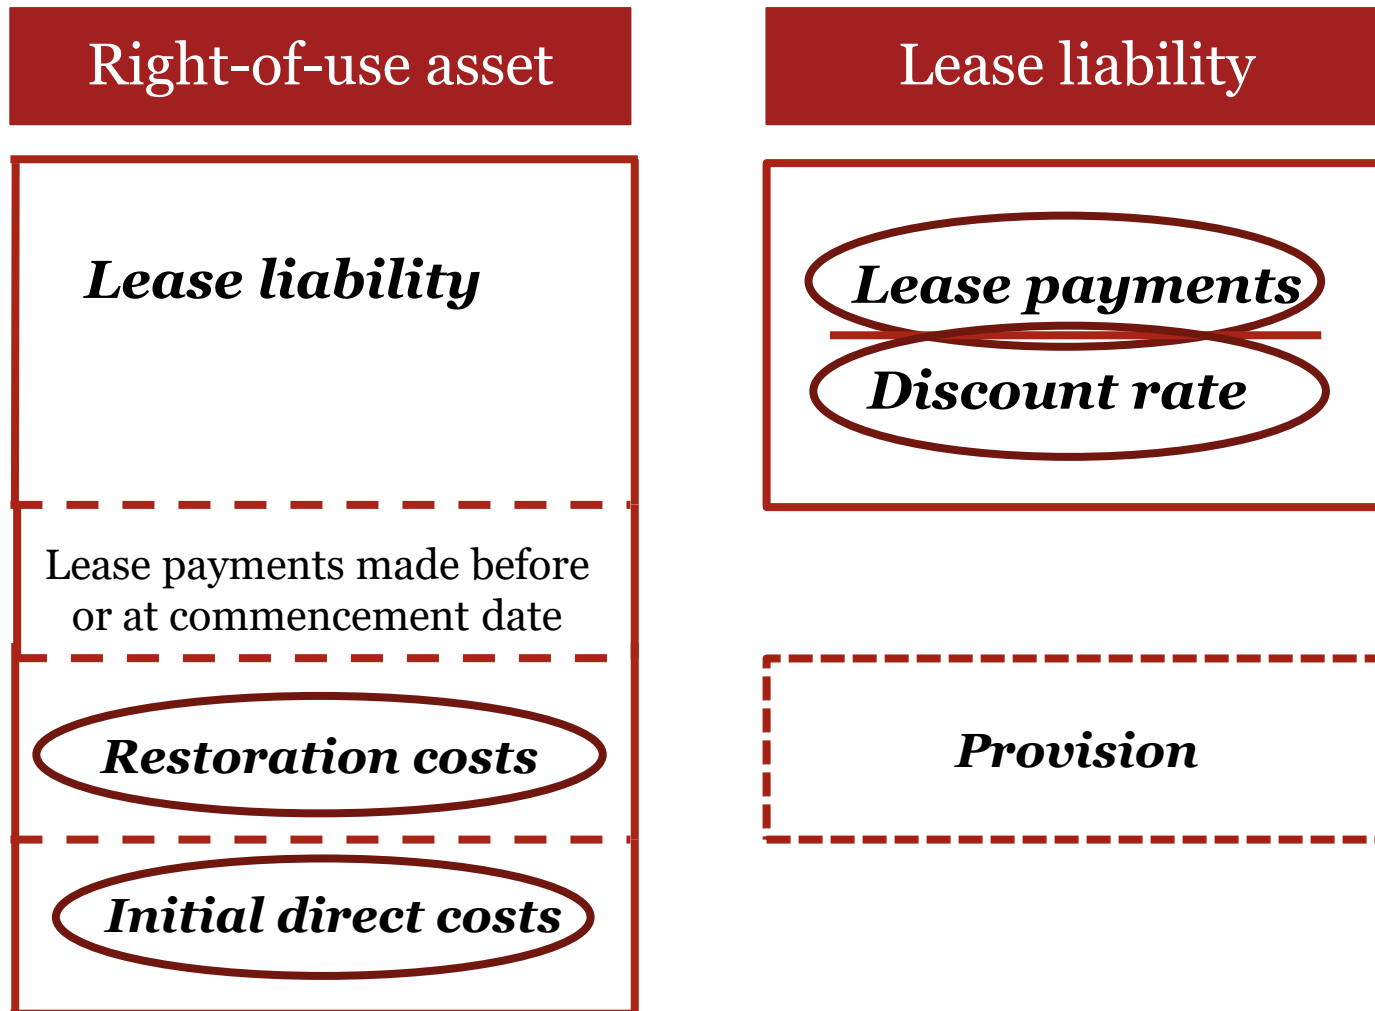 Right-of-use asset
Lease liability
Lease liability
Lease payments
Discount rate
Lease payments made before
or at commencement date
Restoration costs
Provision
Initial direct costs